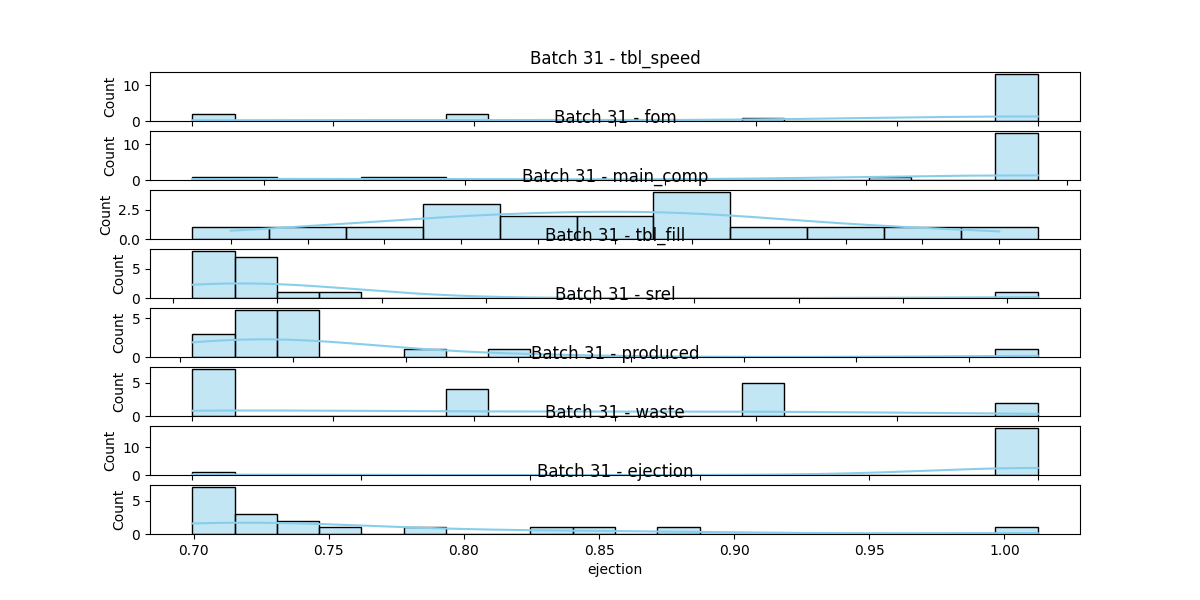 Batch 31 - tbl_speed
10
0
Count
Batch 31 - fom
10
0
Count
Batch 31 - main_comp
2.5
0.0
Count
Batch 31 - tbl_fill
5
0
Count
Batch 31 - srel
5
0
Count
Batch 31 - produced
5
0
Count
Batch 31 - waste
10
0
Count
Batch 31 - ejection
5
0
Count
0.70 0.75 0.80 0.85 0.90 0.95 1.00
ejection